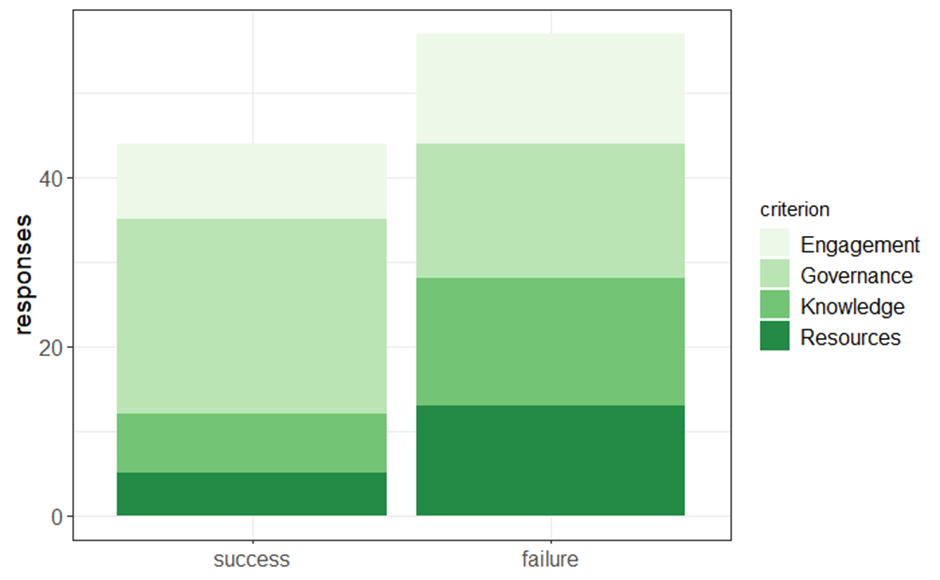 responses
40
20
0
success
failure
criterion
Engagement
Governance
Knowledge
Resources